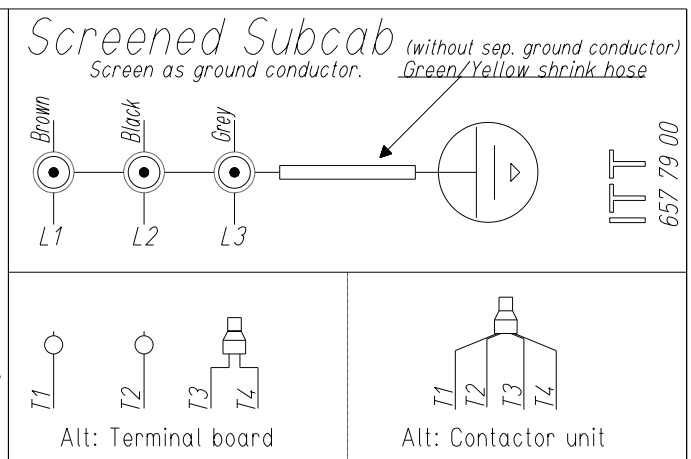 Screened Subcab (without sep. ground conductor)
Screen as ground conductor. Green/Yellow shrink hose
Brown Black Grey
L1 L2 L3
ITT
657 79 00
T1 T2 T3 T4
Alt: Terminal board
T1 T2 T3 T4
Alt: Contactor unit